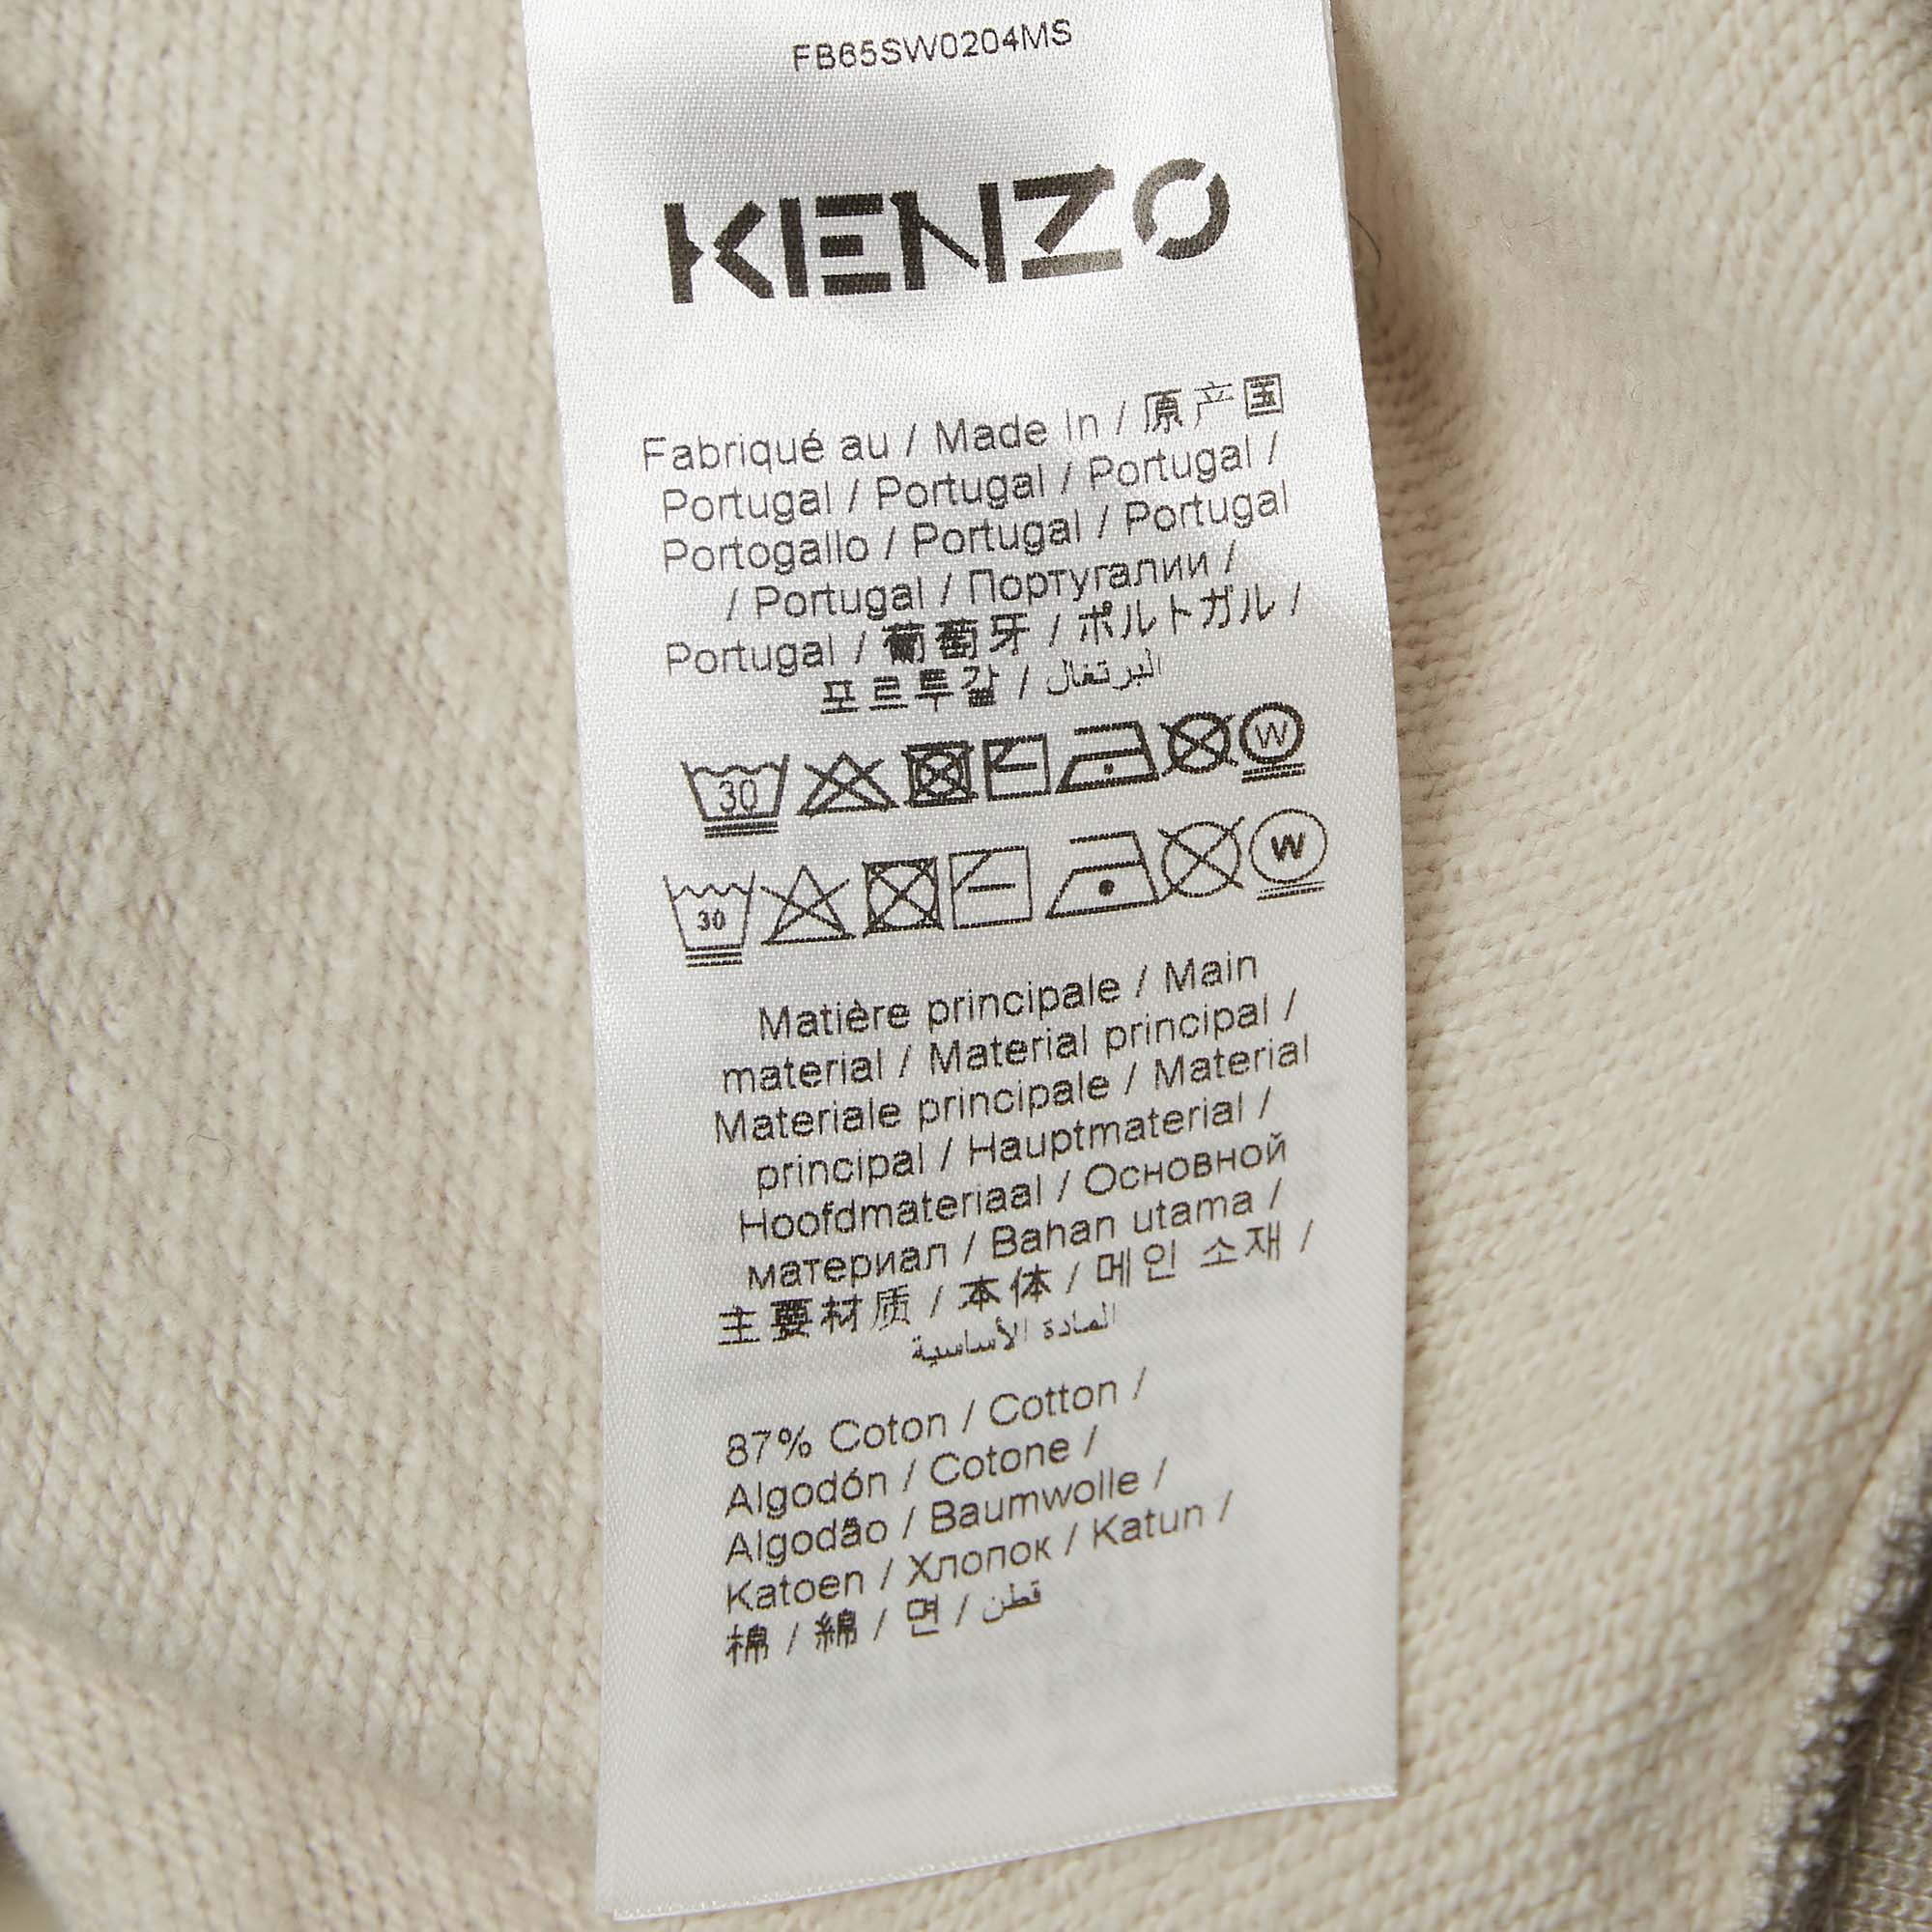 FB65SW0204MS
KENZO
Fabriqué au / Made In / 原产国
Portugal / Portugal / Portugal /
Portogallo / Portugal / Portugal
/ Portugal / Португалии /
Portugal / 葡萄牙 / ポルトガル /
포르투갈 / البرتغال
30 W
30 W
Matière principale / Main
material / Material principal /
Materiale principale / Material
principal / Hauptmaterial /
Hoofdmateriaal / Основной
материал / Bahan utama /
主要材质 / 本体 / 메인 소재 /
المادة الأساسية
87% Coton / Cotton /
Algodón / Cotone /
Algodão / Baumwolle /
Katoen / Хлопок / Katun /
棉 / 綿 / 면 / قطن